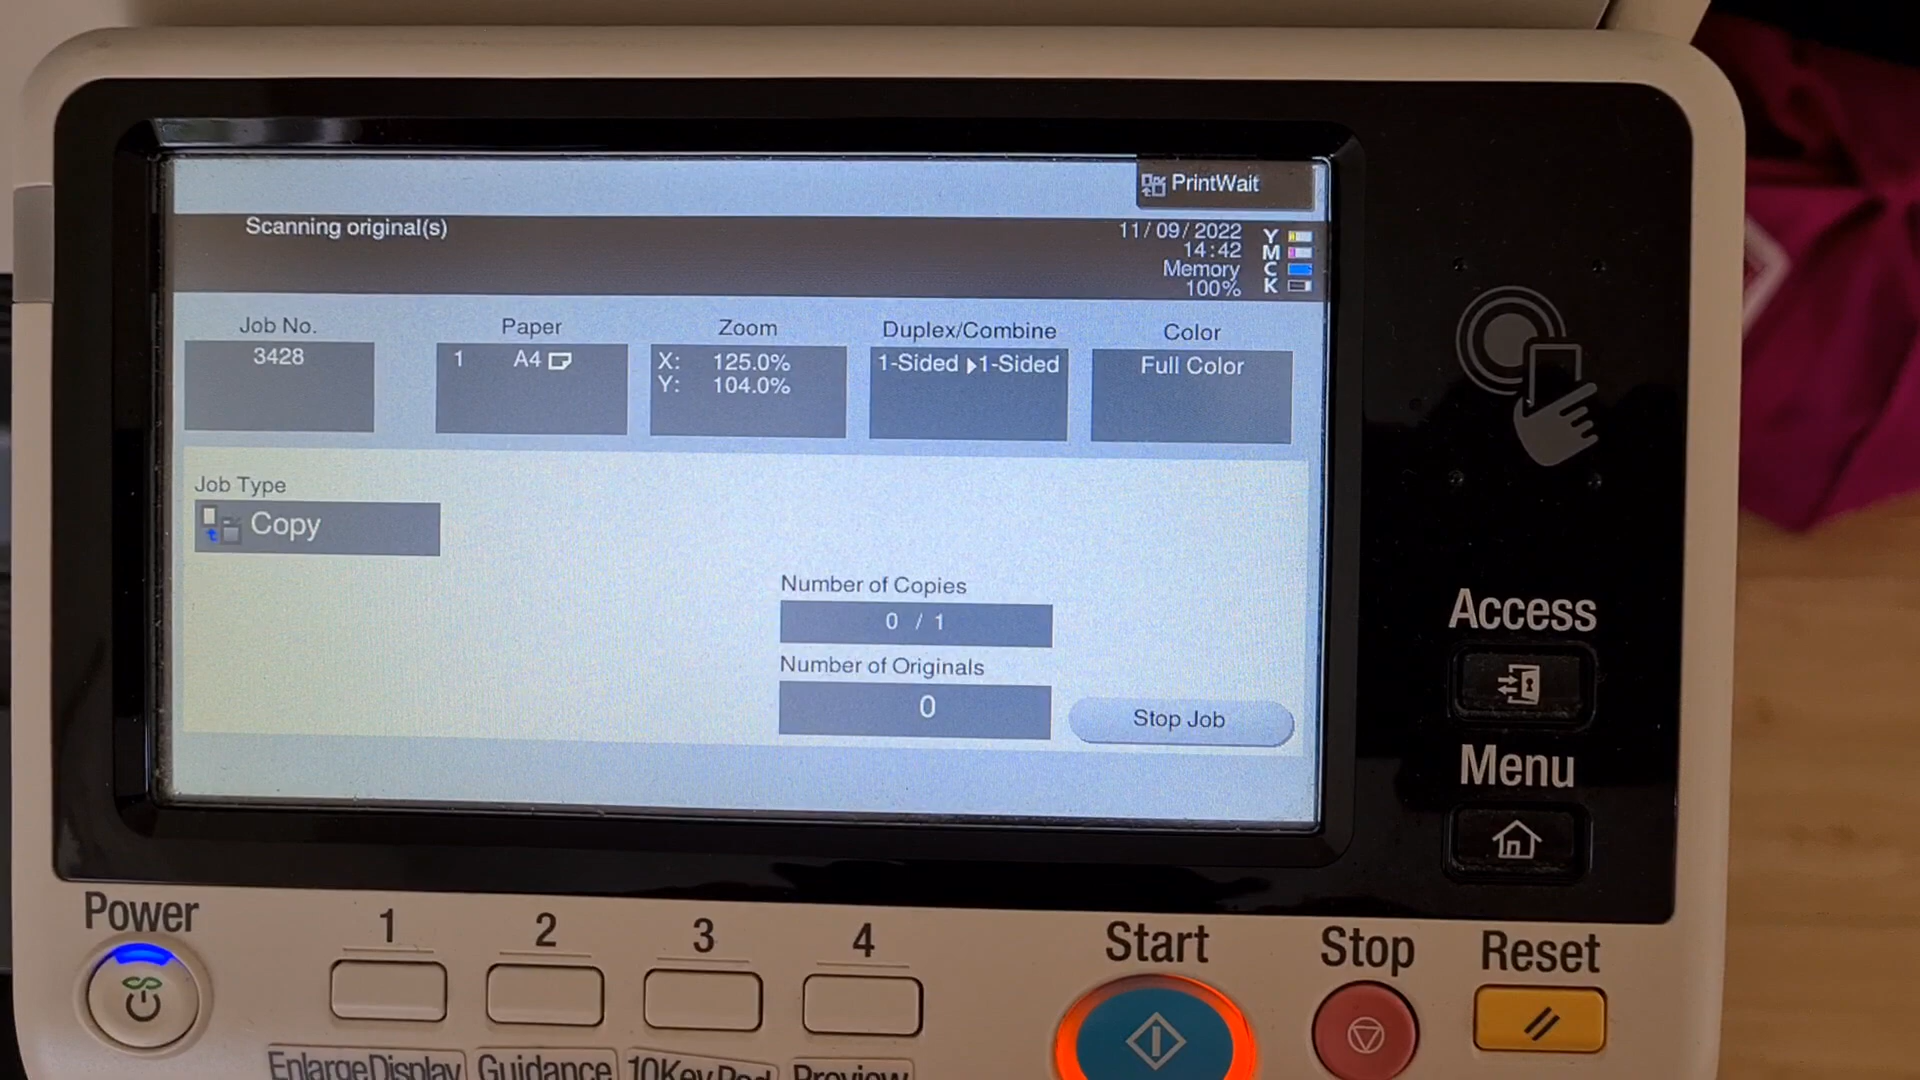 PrintWait
Scanning original(s)
11/09/2022
14:42
Memory
100%
Y
M
C
K
Job No.
3428
Paper
1 A4
Zoom
X: 125.0%
Y: 104.0%
Duplex/Combine
1-Sided ▶1-Sided
Color
Full Color
Job Type
Copy
Number of Copies
0 / 1
Number of Originals
0
Stop Job
Access
Menu
Power
1
2
3
4
Start
Stop
Reset
EnlargeDisplay
Guidance
10KeyPad
Preview